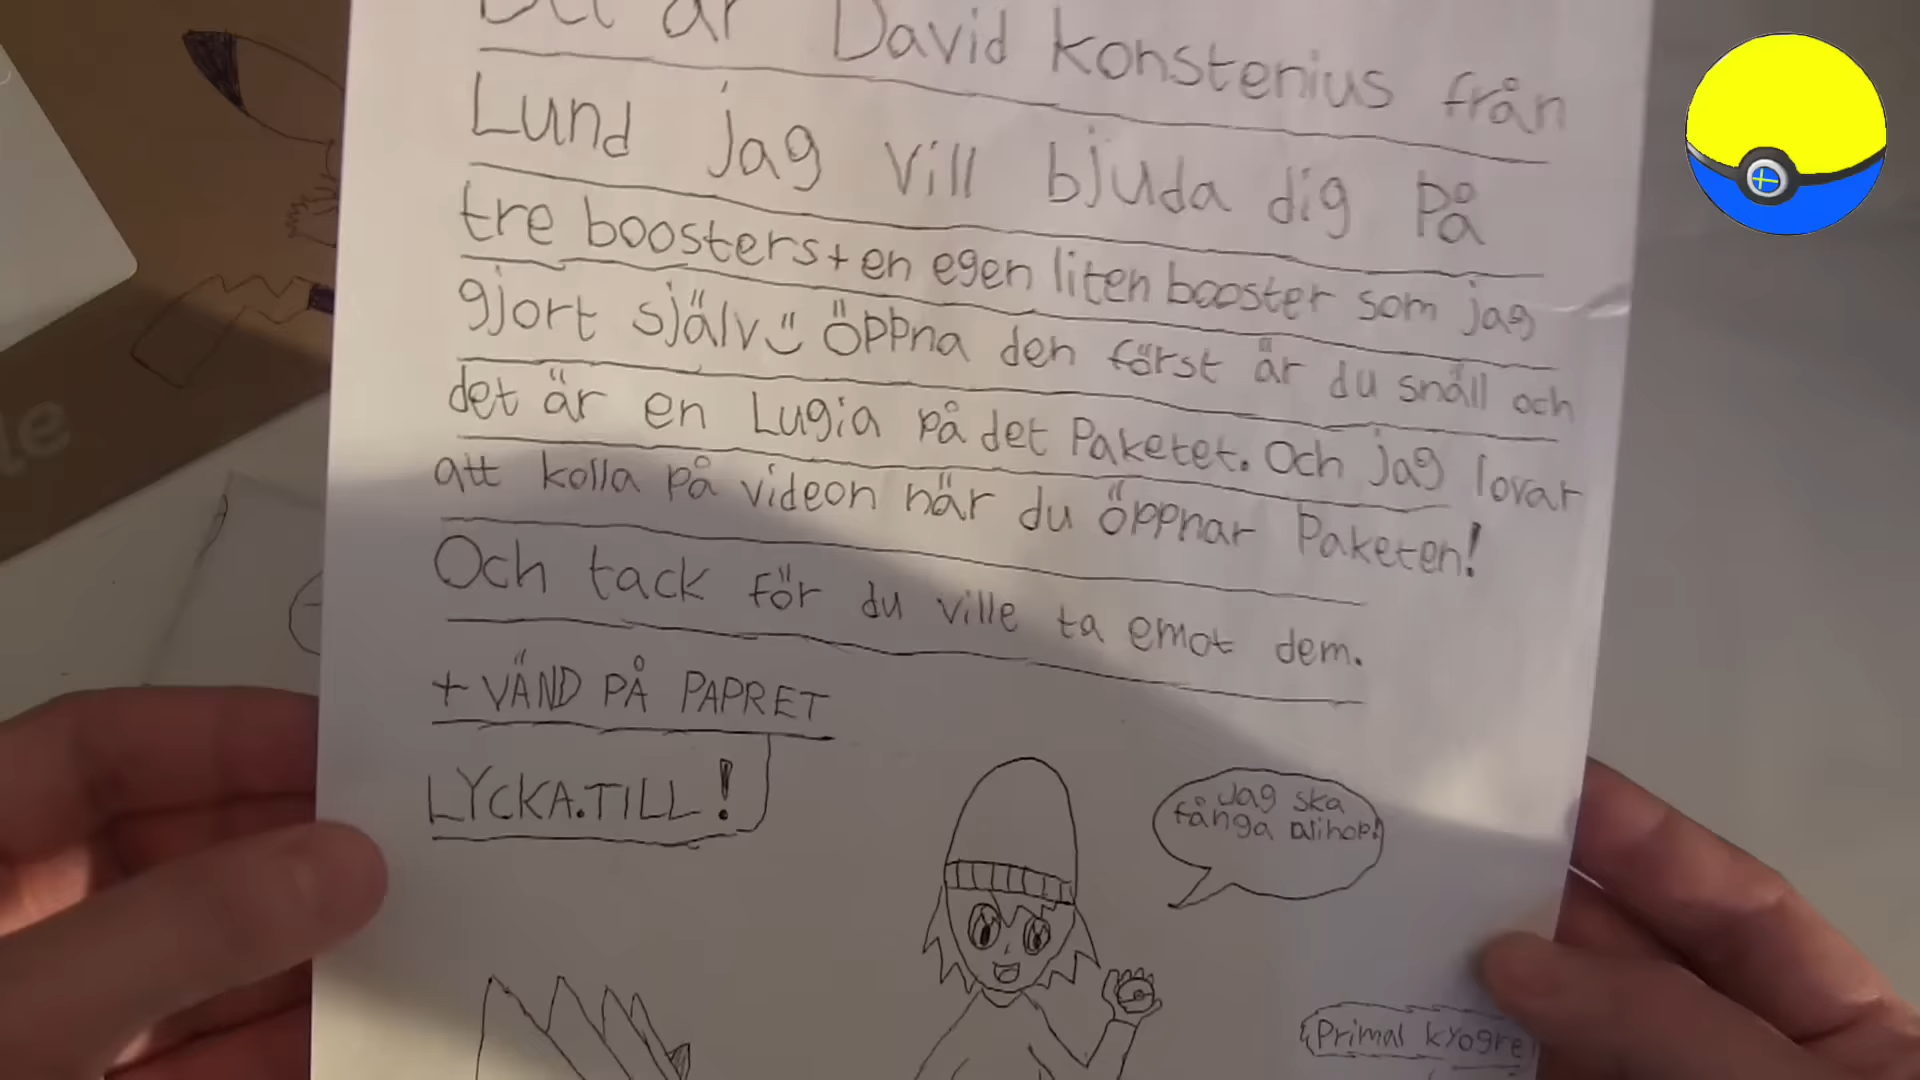 Det är David Konstenius från
Lund jag vill bjuda dig på
tre boosters + en egen liten booster som jag
gjort själv Öppna den först är du snäll och
det är en Lugia på det Paketet. Och jag lovar
att kolla på videon när du öppnar Paketen!
Och tack för du ville ta emot dem.
+ VÄND PÅ PAPRET
LYCKA.TILL!
Jag ska
fånga allihop!
Primal kyogre